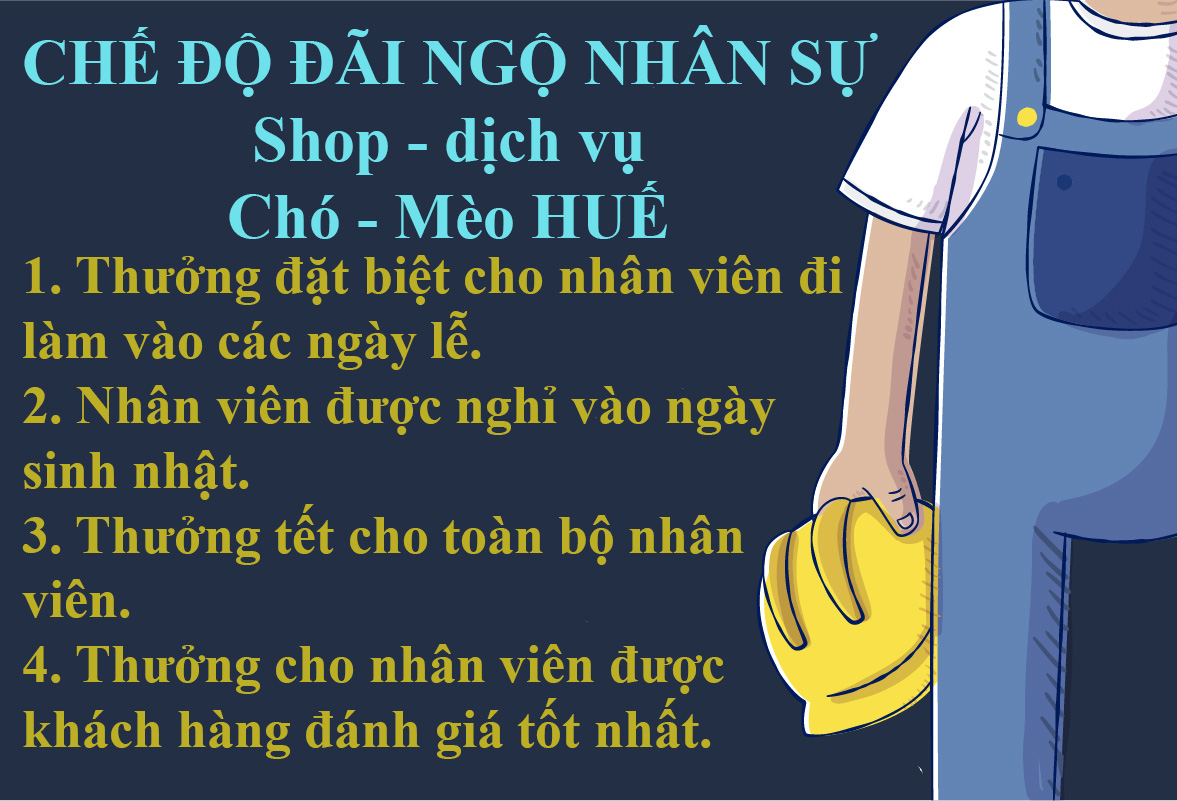 CHẾ ĐỘ ĐÃI NGỘ NHÂN SỰ
Shop - dịch vụ
Chó - Mèo HUẾ
1. Thưởng đặt biệt cho nhân viên đi
làm vào các ngày lễ.
2. Nhân viên được nghỉ vào ngày
sinh nhật.
3. Thưởng tết cho toàn bộ nhân
viên.
4. Thưởng cho nhân viên được
khách hàng đánh giá tốt nhất.